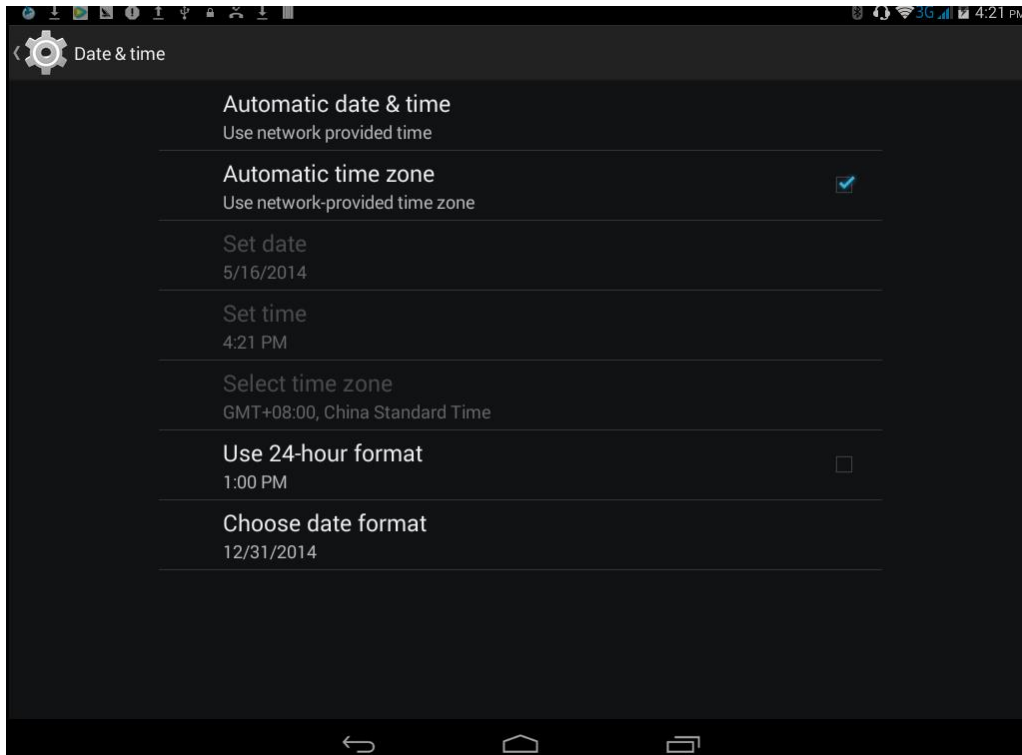 3G 4:21 PM
Date & time
Automatic date & time
Use network provided time
Automatic time zone
Use network-provided time zone
Set date
5/16/2014
Set time
4:21 PM
Select time zone
GMT+08:00, China Standard Time
Use 24-hour format
1:00 PM
Choose date format
12/31/2014